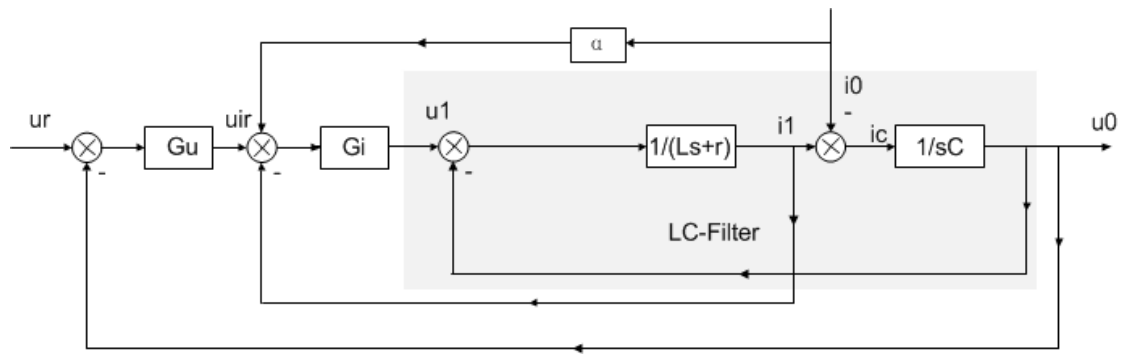 α
i0
-
ur
uir
u1
i1
ic
u0
Gu
Gi
1/(Ls+r)
1/sC
-
-
-
LC-Filter